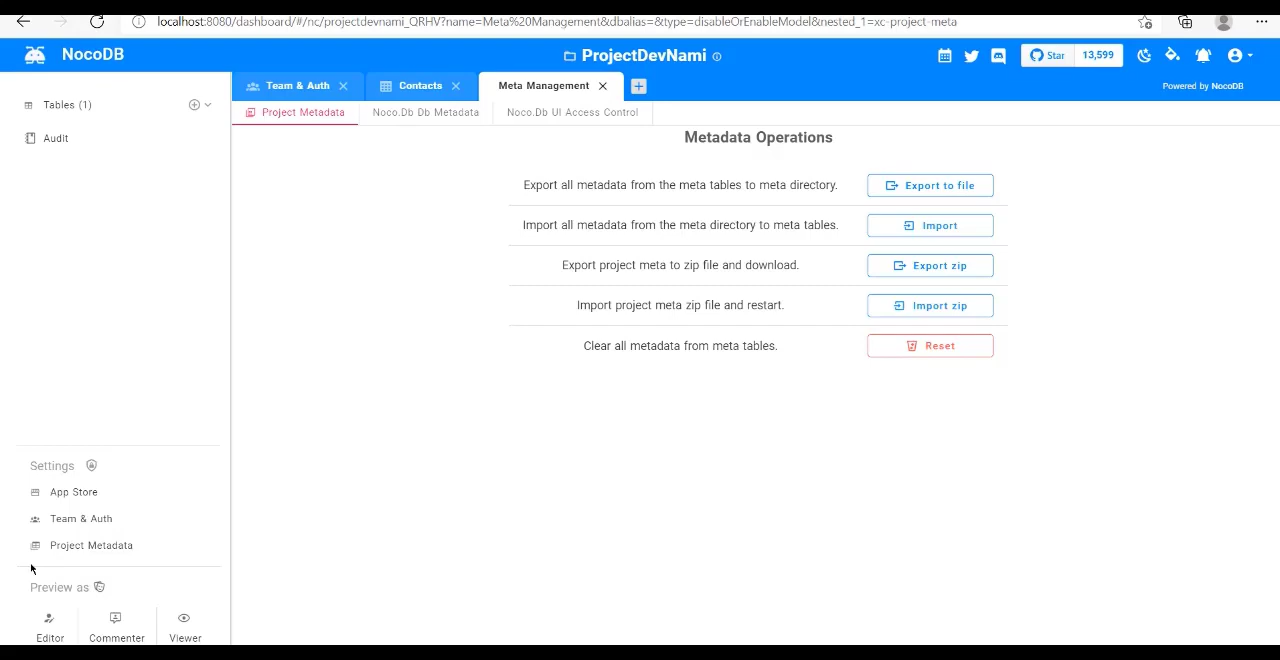 localhost:8080/dashboard/#/nc/projectdevnami_QRHV?name=Meta%20Management&dbalias=&type=disableOrEnableModel&nested_1=xc-project-meta
NocoDB
ProjectDevNami
Star 13,599
Team & Auth
Contacts
Meta Management
Powered by NocoDB
Tables (1)
Audit
Project Metadata
Noco.Db Db Metadata
Noco.Db UI Access Control
Metadata Operations
Export all metadata from the meta tables to meta directory. Export to file
Import all metadata from the meta directory to meta tables. Import
Export project meta to zip file and download. Export zip
Import project meta zip file and restart. Import zip
Clear all metadata from meta tables. Reset
Settings
App Store
Team & Auth
Project Metadata
Preview as
Editor
Commenter
Viewer